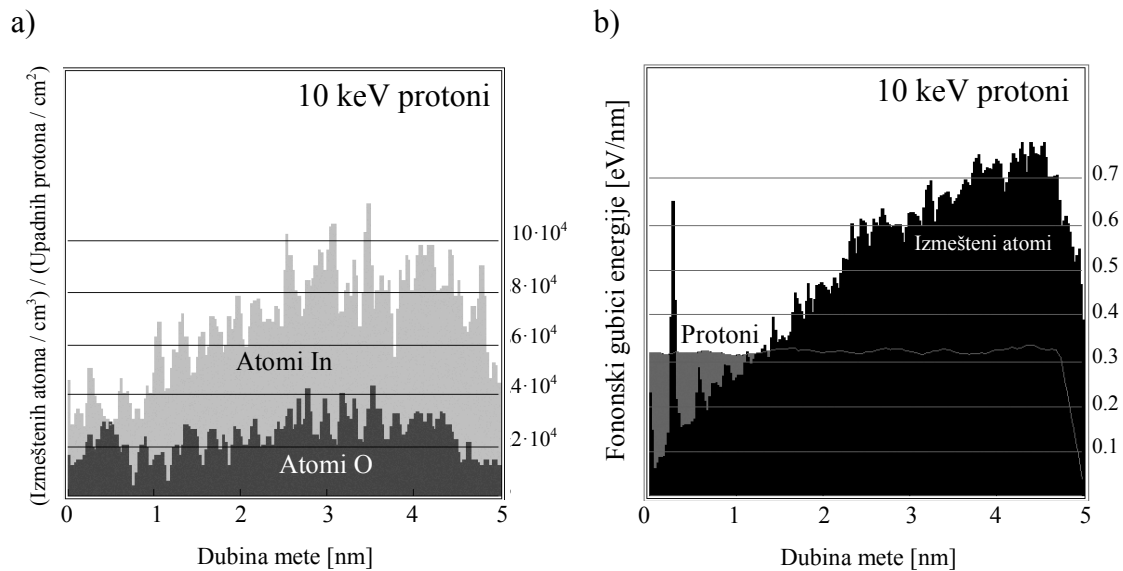 a)
(Izmeštenih atoma / cm³) / (Upadnih protona / cm²)
10 keV protoni
10·10⁴
8·10⁴
6·10⁴
4·10⁴
2·10⁴
Atomi In
Atomi O
0 1 2 3 4 5
Dubina mete [nm]
b)
Fononski gubici energije [eV/nm]
10 keV protoni
0.7
0.6
0.5
0.4
0.3
0.2
0.1
Izmešteni atomi
Protoni
0 1 2 3 4 5
Dubina mete [nm]